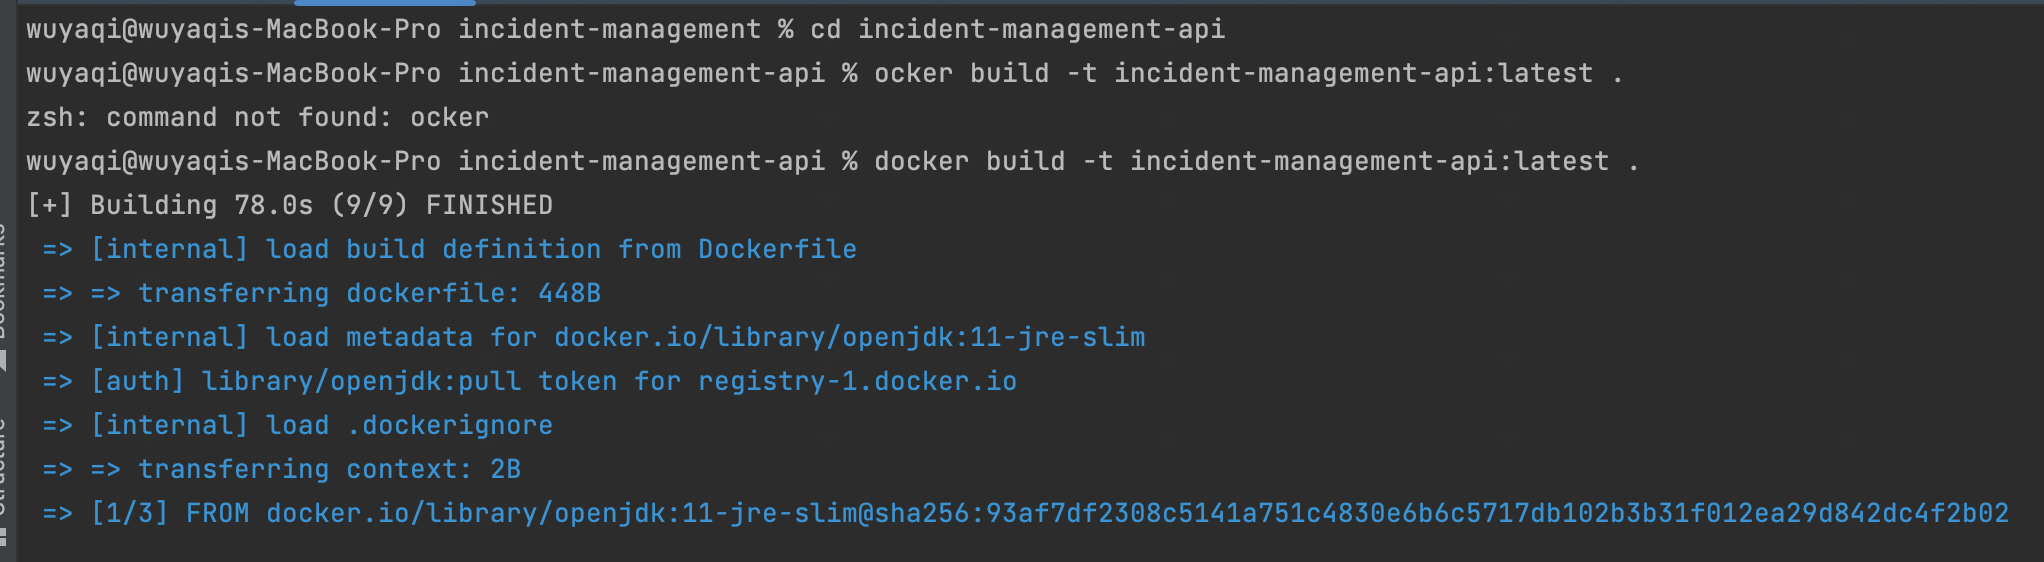 wuyaqi@wuyaqis-MacBook-Pro incident-management % cd incident-management-api
wuyaqi@wuyaqis-MacBook-Pro incident-management-api % ocker build -t incident-management-api:latest .
zsh: command not found: ocker
wuyaqi@wuyaqis-MacBook-Pro incident-management-api % docker build -t incident-management-api:latest .
[+] Building 78.0s (9/9) FINISHED
=> [internal] load build definition from Dockerfile
=> => transferring dockerfile: 448B
=> [internal] load metadata for docker.io/library/openjdk:11-jre-slim
=> [auth] library/openjdk:pull token for registry-1.docker.io
=> [internal] load .dockerignore
=> => transferring context: 2B
=> [1/3] FROM docker.io/library/openjdk:11-jre-slim@sha256:93af7df2308c5141a751c4830e6b6c5717db102b3b31f012ea29d842dc4f2b02
Bookmarks
Structure